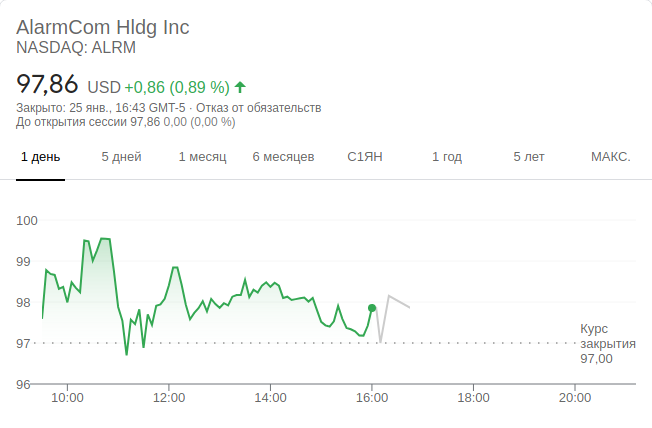 AlarmCom Hldg Inc
NASDAQ: ALRM
97,86 USD +0,86 (0,89 %)
Закрыто: 25 янв., 16:43 GMT-5 · Отказ от обязательств
До открытия сессии 97,86 0,00 (0,00 %)
1 день 5 дней 1 месяц 6 месяцев С1ЯН 1 год 5 лет МАКС.
100
99
98
97
96
Курс
закрытия
97,00
10:00 12:00 14:00 16:00 18:00 20:00